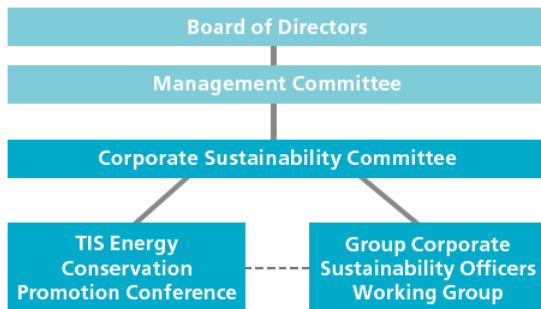 Board of Directors
Management Committee
Corporate Sustainability Committee
TIS Energy
Conservation
Promotion Conference
Group Corporate
Sustainability Officers
Working Group